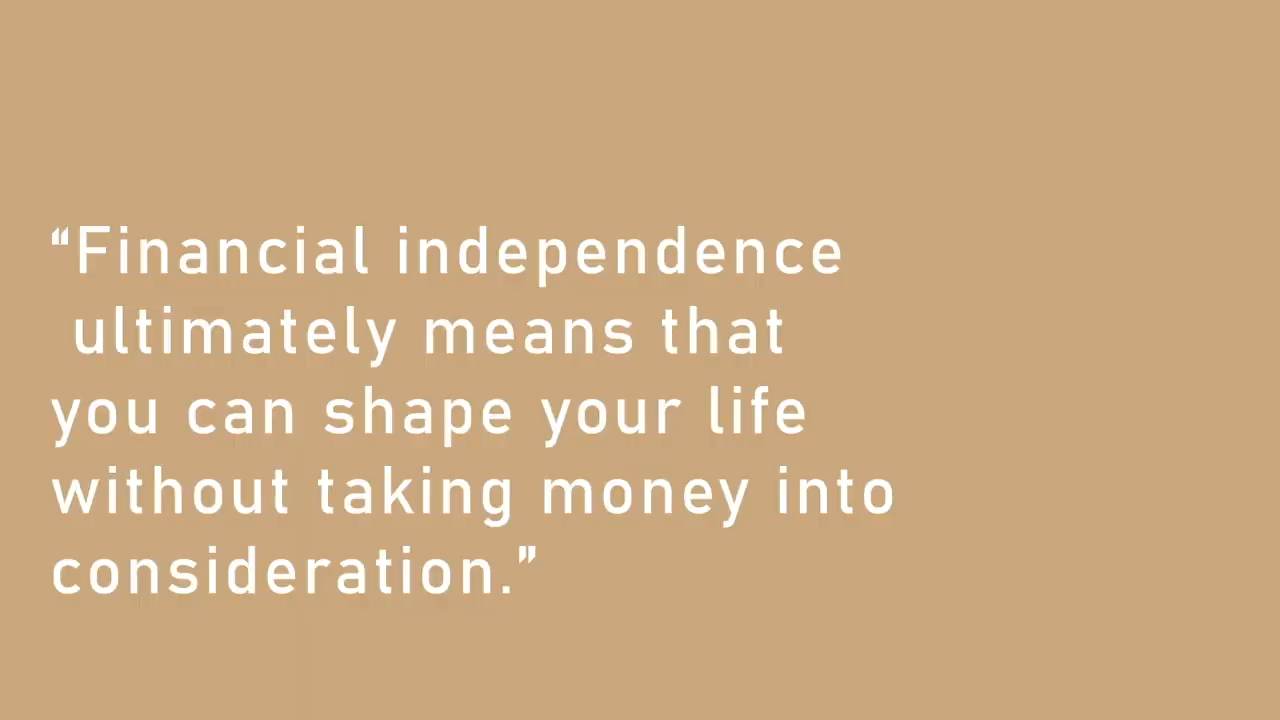 “Financial independence
ultimately means that
you can shape your life
without taking money into
consideration.”